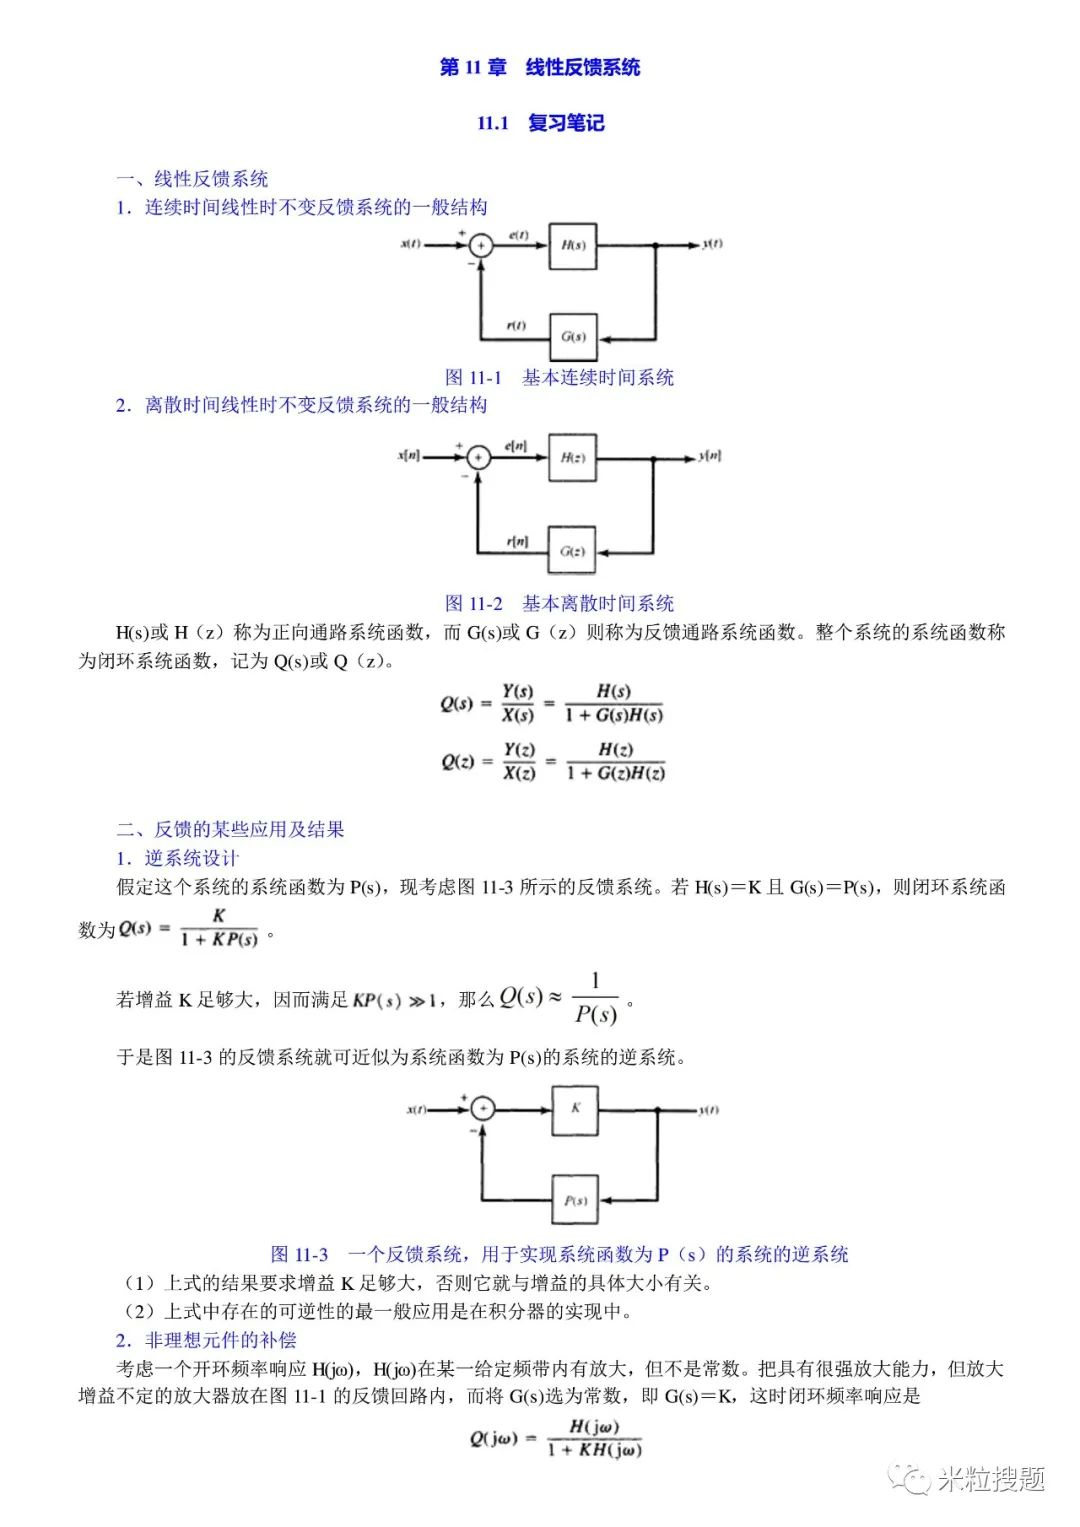 第 11 章 线性反馈系统
11.1 复习笔记
一、线性反馈系统
1．连续时间线性时不变反馈系统的一般结构
x(t) + + − e(t) H(s) y(t)
r(t) G(s)
图 11-1 基本连续时间系统
2．离散时间线性时不变反馈系统的一般结构
x[n] + + − e[n] H(z) y[n]
r[n] G(z)
图 11-2 基本离散时间系统
H(s)或 H（z）称为正向通路系统函数，而 G(s)或 G（z）则称为反馈通路系统函数。整个系统的系统函数称
为闭环系统函数，记为 Q(s)或 Q（z）。
Q(s) = Y(s)/X(s) = H(s)/(1 + G(s)H(s))
Q(z) = Y(z)/X(z) = H(z)/(1 + G(z)H(z))
二、反馈的某些应用及结果
1．逆系统设计
假定这个系统的系统函数为 P(s)，现考虑图 11-3 所示的反馈系统。若 H(s)＝K 且 G(s)＝P(s)，则闭环系统函
数为 Q(s) = K/(1 + KP(s)) 。
若增益 K 足够大，因而满足 KP(s) ≫1，那么 Q(s) ≈ 1/P(s) 。
于是图 11-3 的反馈系统就可近似为系统函数为 P(s)的系统的逆系统。
x(t) + + − K y(t)
P(s)
图 11-3 一个反馈系统，用于实现系统函数为 P（s）的系统的逆系统
（1）上式的结果要求增益 K 足够大，否则它就与增益的具体大小有关。
（2）上式中存在的可逆性的最一般应用是在积分器的实现中。
2．非理想元件的补偿
考虑一个开环频率响应 H(jω)，H(jω)在某一给定频带内有放大，但不是常数。把具有很强放大能力，但放大
增益不定的放大器放在图 11-1 的反馈回路内，而将 G(s)选为常数，即 G(s)＝K，这时闭环频率响应是
Q(jω) = H(jω)/(1 + KH(jω))
米粒搜题